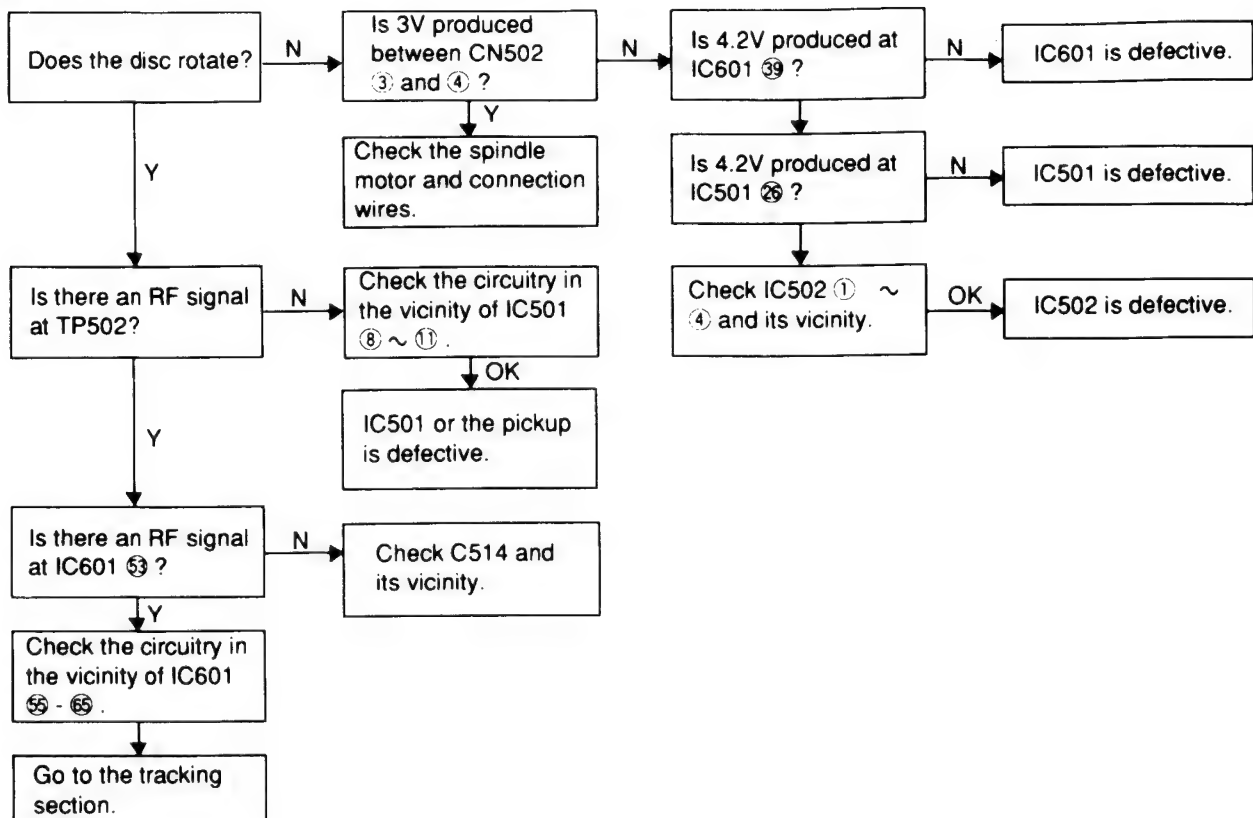 Does the disc rotate?
N
Is 3V produced
between CN502
③ and ④ ?
N
Is 4.2V produced at
IC601 ㊴ ?
N
IC601 is defective.
Y
Y
Check the spindle
motor and connection
wires.
Is 4.2V produced at
IC501 ㉖ ?
N
IC501 is defective.
Is there an RF signal
at TP502?
N
Check the circuitry in
the vicinity of IC501
⑧ ~ ⑪ .
Check IC502 ① ~
④ and its vicinity.
OK
IC502 is defective.
OK
Y
IC501 or the pickup
is defective.
Is there an RF signal
at IC601 53 ?
N
Check C514 and
its vicinity.
Y
Check the circuitry in
the vicinity of IC601
55 - 65 .
Go to the tracking
section.